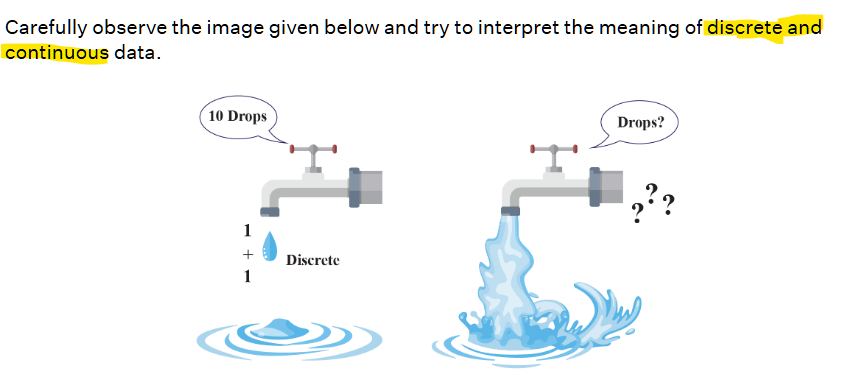 Carefully observe the image given below and try to interpret the meaning of discrete and
continuous data.
10 Drops
Drops?
1
+
1
Discrete
???